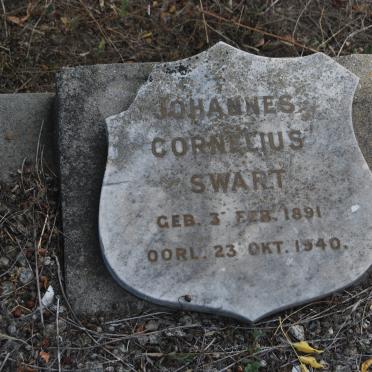 JOHANNES
CORNELIUS
SWART
GEB. 3 FEB. 1891
OORL. 23 OKT. 1940.